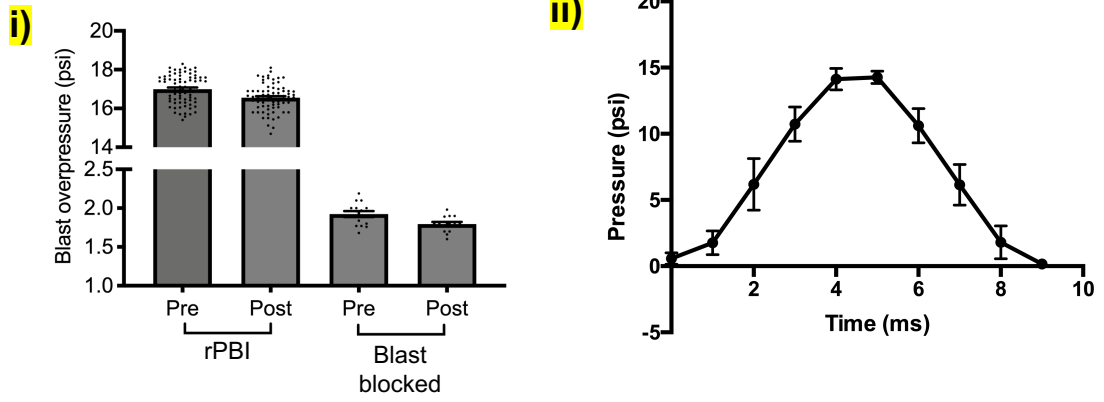 i)
Blast overpressure (psi)
20
18
16
14
2.5
2.0
1.5
1.0
Pre
Post
Pre
Post
rPBI
Blast
blocked
ii)
Pressure (psi)
20
15
10
5
0
-5
2
4
6
8
10
Time (ms)